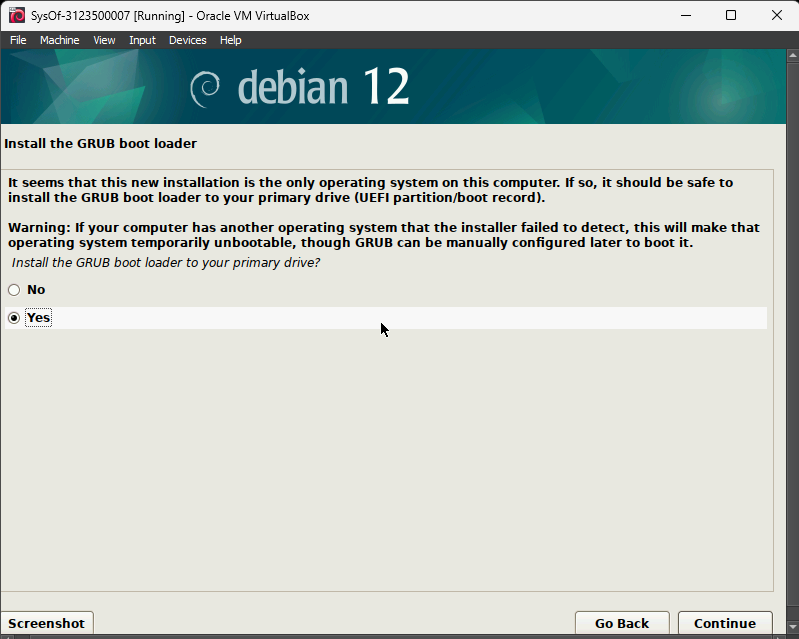 SysOf-3123500007 [Running] - Oracle VM VirtualBox
File Machine View Input Devices Help
debian 12
Install the GRUB boot loader
It seems that this new installation is the only operating system on this computer. If so, it should be safe to
install the GRUB boot loader to your primary drive (UEFI partition/boot record).
Warning: If your computer has another operating system that the installer failed to detect, this will make that
operating system temporarily unbootable, though GRUB can be manually configured later to boot it.
Install the GRUB boot loader to your primary drive?
No
Yes
Screenshot Go Back Continue